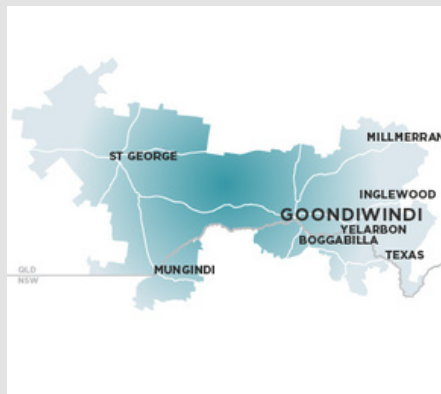 MILLMERRAN
ST GEORGE
INGLEWOOD
GOONDIWINDI
YELARBON
BOGGABILLA
TEXAS
QLD
MUNGINDI
NSW